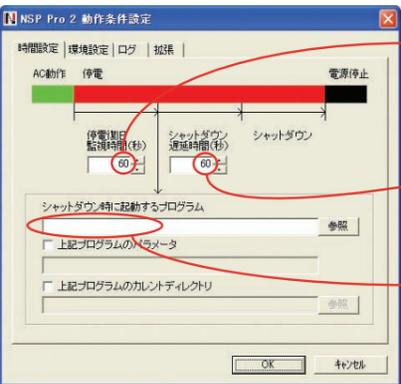 NSP Pro 2 動作条件設定
時間設定 環境設定 ログ 拡張
AC動作 停電 電源停止
停電復旧 シャットダウン シャットダウン
監視時間(秒) 遅延時間(秒)
60 60
シャットダウン時に起動するプログラム
参照
上記プログラムのパラメータ
上記プログラムのカレントディレクトリ
参照
OK キャンセル